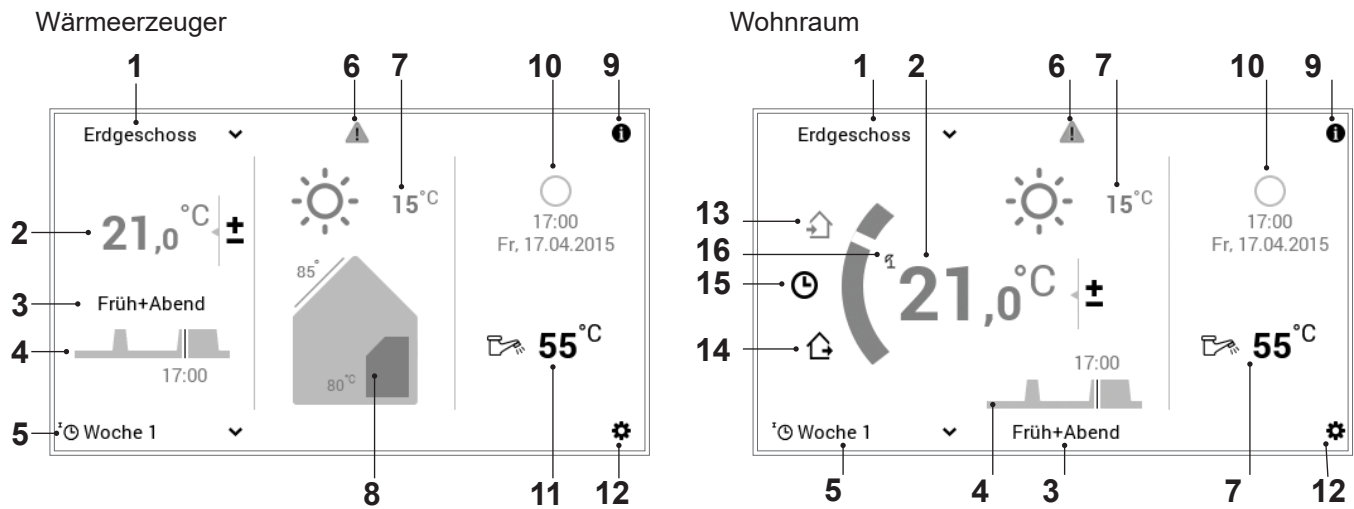 Wärmeerzeuger
1 6 7 10 9
Erdgeschoss
15°C
21,0 °C ±
2
17:00
Fr, 17.04.2015
85°
3 Früh+Abend
4
17:00
55°C
80°C
5 Woche 1
8 11 12
Wohnraum
1 2 6 7 10 9
Erdgeschoss
15°C
13
17:00
Fr, 17.04.2015
16
15
21,0 °C ±
14
17:00
55°C
Woche 1 Früh+Abend
5 4 3 7 12